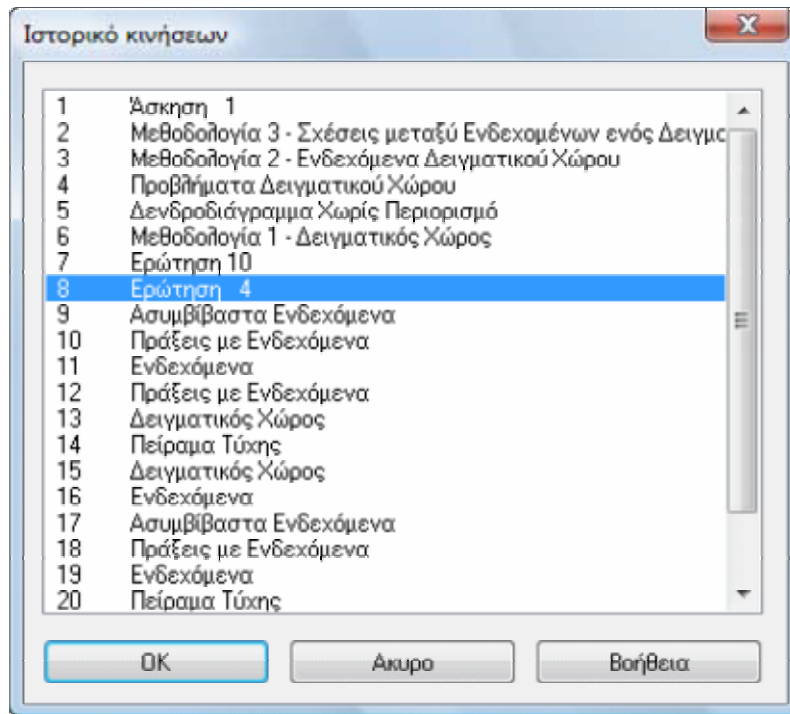 Ιστορικό κινήσεων
1 Άσκηση 1
2 Μεθοδολογία 3 - Σχέσεις μεταξύ Ενδεχομένων ενός Δειγμα
3 Μεθοδολογία 2 - Ενδεχόμενα Δειγματικού Χώρου
4 Προβλήματα Δειγματικού Χώρου
5 Δενδροδιάγραμμα Χωρίς Περιορισμό
6 Μεθοδολογία 1 - Δειγματικός Χώρος
7 Ερώτηση 10
8 Ερώτηση 4
9 Ασυμβίβαστα Ενδεχόμενα
10 Πράξεις με Ενδεχόμενα
11 Ενδεχόμενα
12 Πράξεις με Ενδεχόμενα
13 Δειγματικός Χώρος
14 Πείραμα Τύχης
15 Δειγματικός Χώρος
16 Ενδεχόμενα
17 Ασυμβίβαστα Ενδεχόμενα
18 Πράξεις με Ενδεχόμενα
19 Ενδεχόμενα
20 Πείραμα Τύχης
OK Ακυρο Βοήθεια